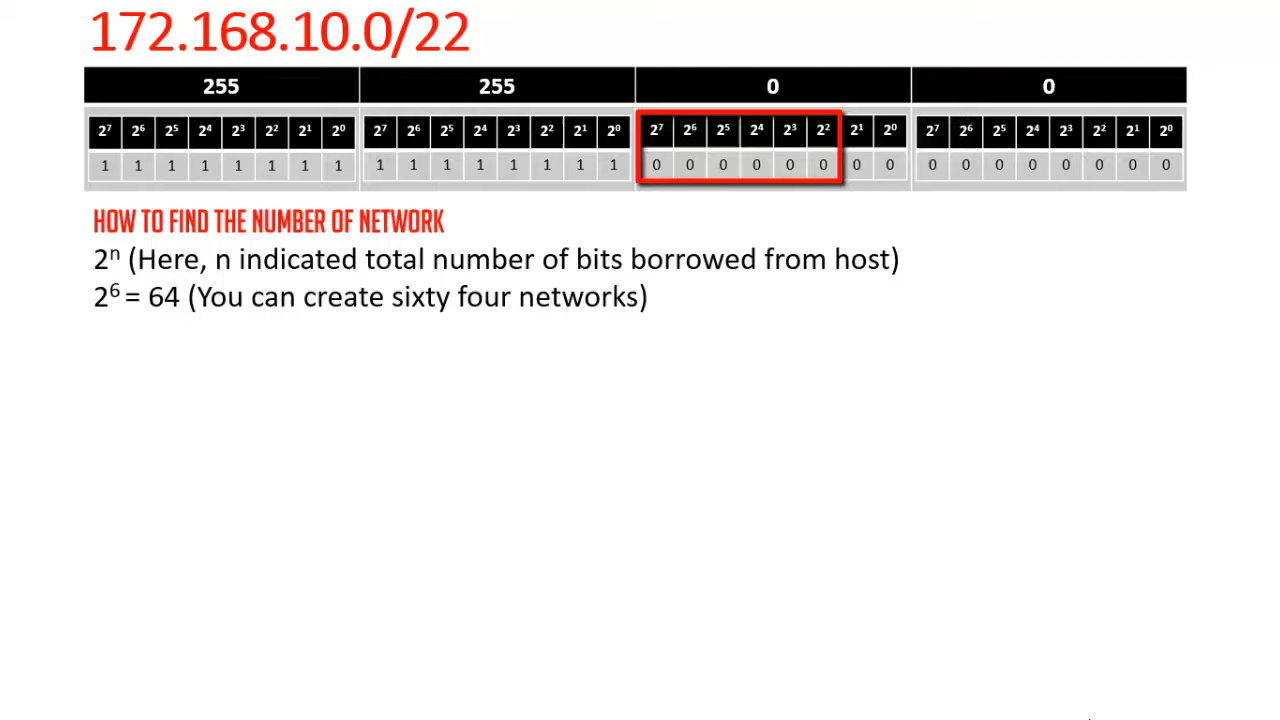 172.168.10.0/22
255 255 0 0
2⁷ 2⁶ 2⁵ 2⁴ 2³ 2² 2¹ 2⁰ 2⁷ 2⁶ 2⁵ 2⁴ 2³ 2² 2¹ 2⁰ 2⁷ 2⁶ 2⁵ 2⁴ 2³ 2² 2¹ 2⁰ 2⁷ 2⁶ 2⁵ 2⁴ 2³ 2² 2¹ 2⁰
1 1 1 1 1 1 1 1 1 1 1 1 1 1 1 1 0 0 0 0 0 0 0 0 0 0 0 0 0 0 0 0
HOW TO FIND THE NUMBER OF NETWORK
2ⁿ (Here, n indicated total number of bits borrowed from host)
2⁶ = 64 (You can create sixty four networks)